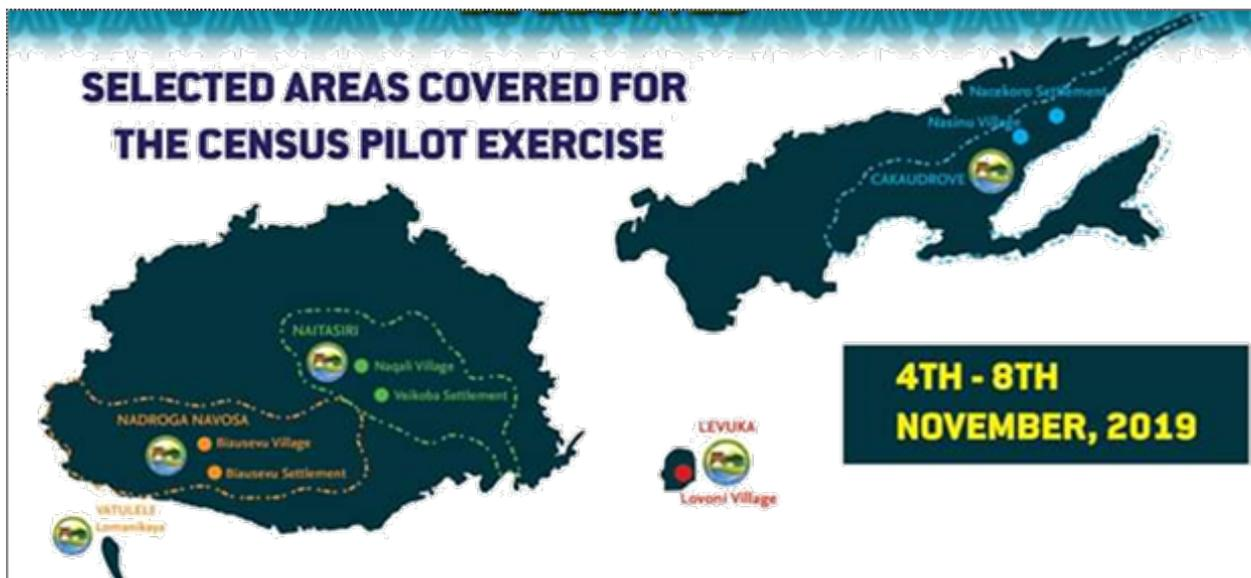 SELECTED AREAS COVERED FOR
THE CENSUS PILOT EXERCISE
Nacekoro Settlement
Nasinu Village
CAKAUDROVE
NAITASIRI
Naqali Village
Veikoba Settlement
NADROGA NAVOSA
Biausevu Village
Biausevu Settlement
VATULELE
Lomanikaya
LEVUKA
Lovoni Village
4TH - 8TH
NOVEMBER, 2019